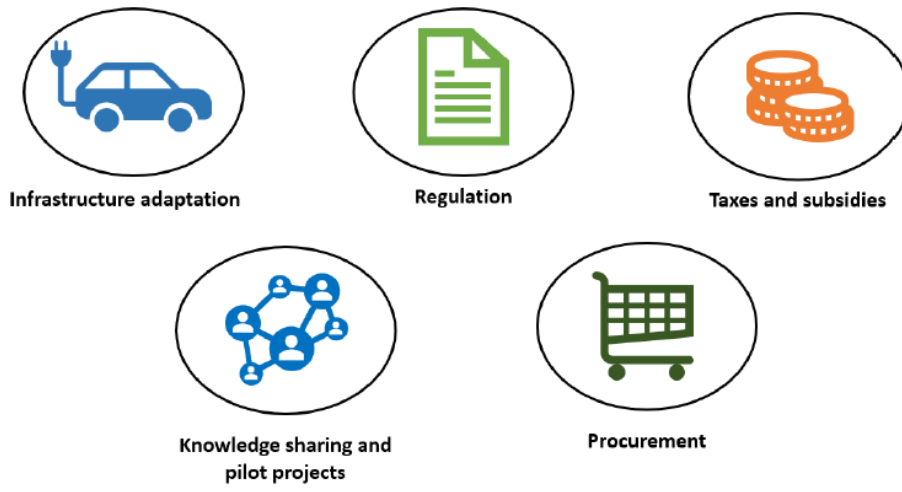 Infrastructure adaptation
Regulation
Taxes and subsidies
Knowledge sharing and
pilot projects
Procurement